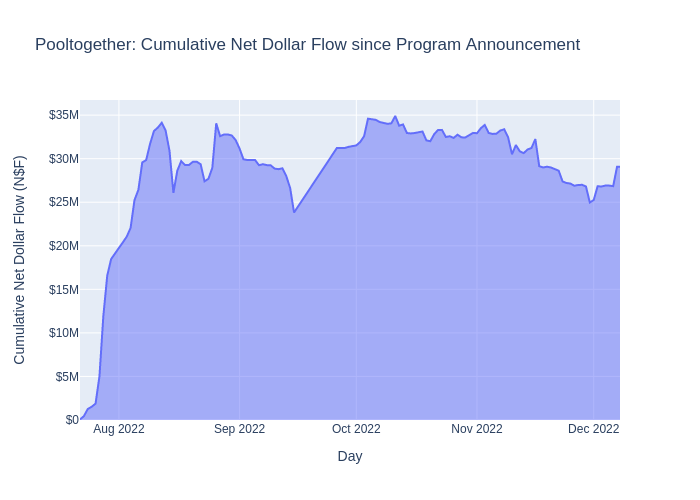 Pooltogether: Cumulative Net Dollar Flow since Program Announcement
Cumulative Net Dollar Flow (N$F)
$35M
$30M
$25M
$20M
$15M
$10M
$5M
$0
Aug 2022
Sep 2022
Oct 2022
Nov 2022
Dec 2022
Day